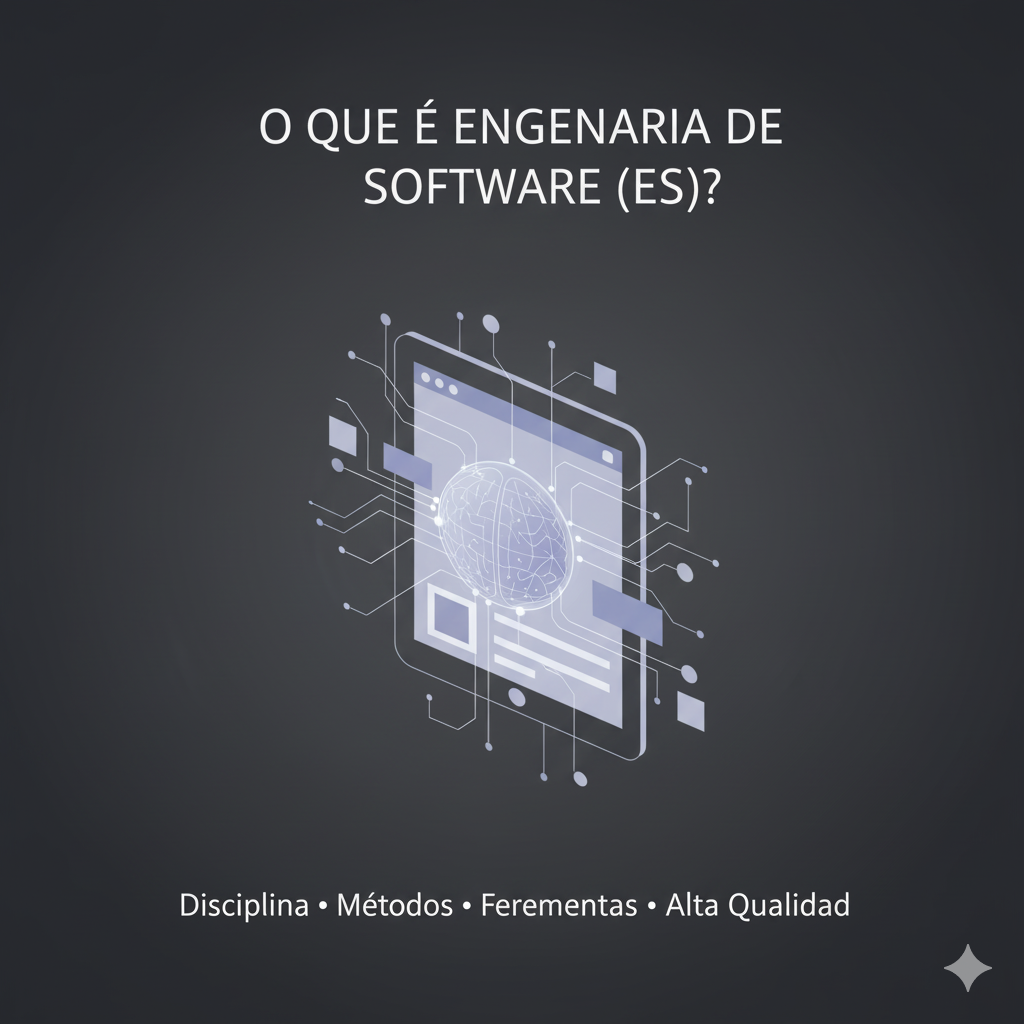 O QUE É ENGENARIA DE
SOFTWARE (ES)?
Disciplina • Métodos • Ferementas • Alta Qualidad